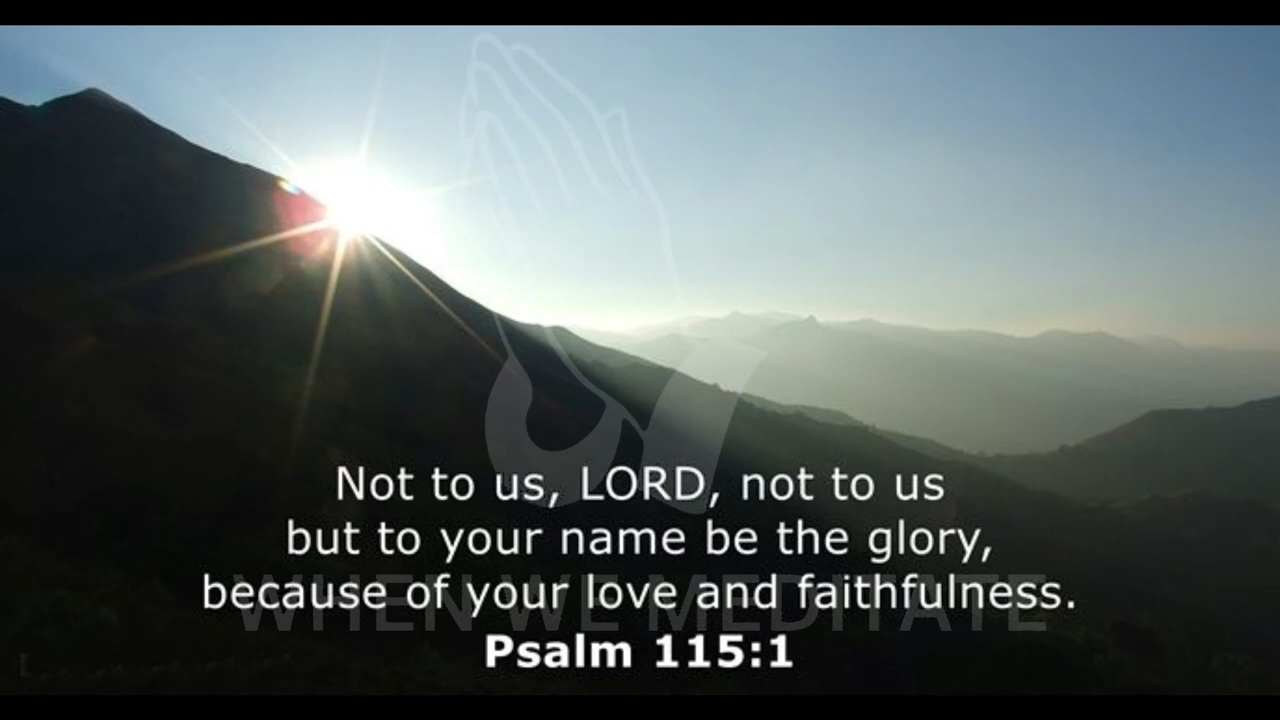 Not to us, LORD, not to us
but to your name be the glory,
because of your love and faithfulness.
WHEN WE MEDITATE
Psalm 115:1